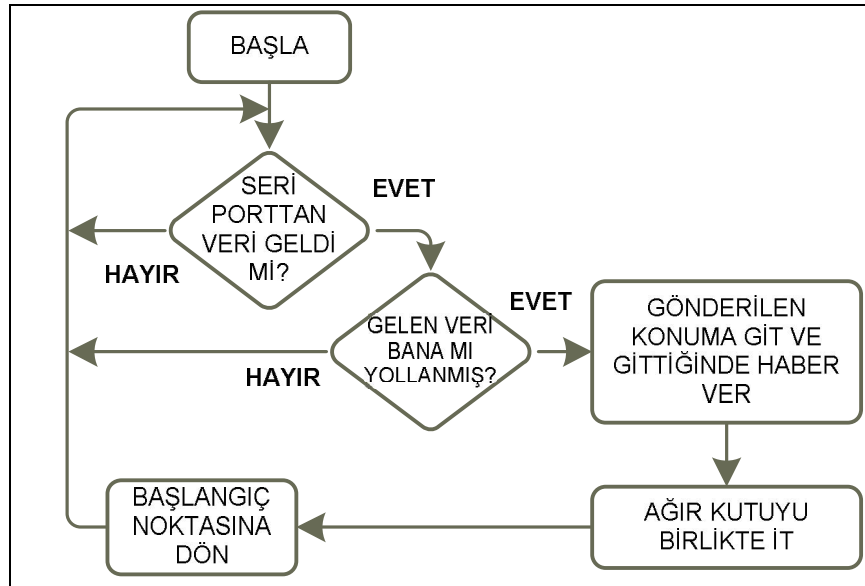 BAŞLA
SERİ
PORTTAN
VERİ GELDİ
Mİ?
EVET
HAYIR
GELEN VERİ
BANA MI
YOLLANMIŞ?
EVET
HAYIR
GÖNDERİLEN
KONUMA GİT VE
GİTTİĞİNDE HABER
VER
AĞIR KUTUYU
BİRLİKTE İT
BAŞLANGIÇ
NOKTASINA
DÖN